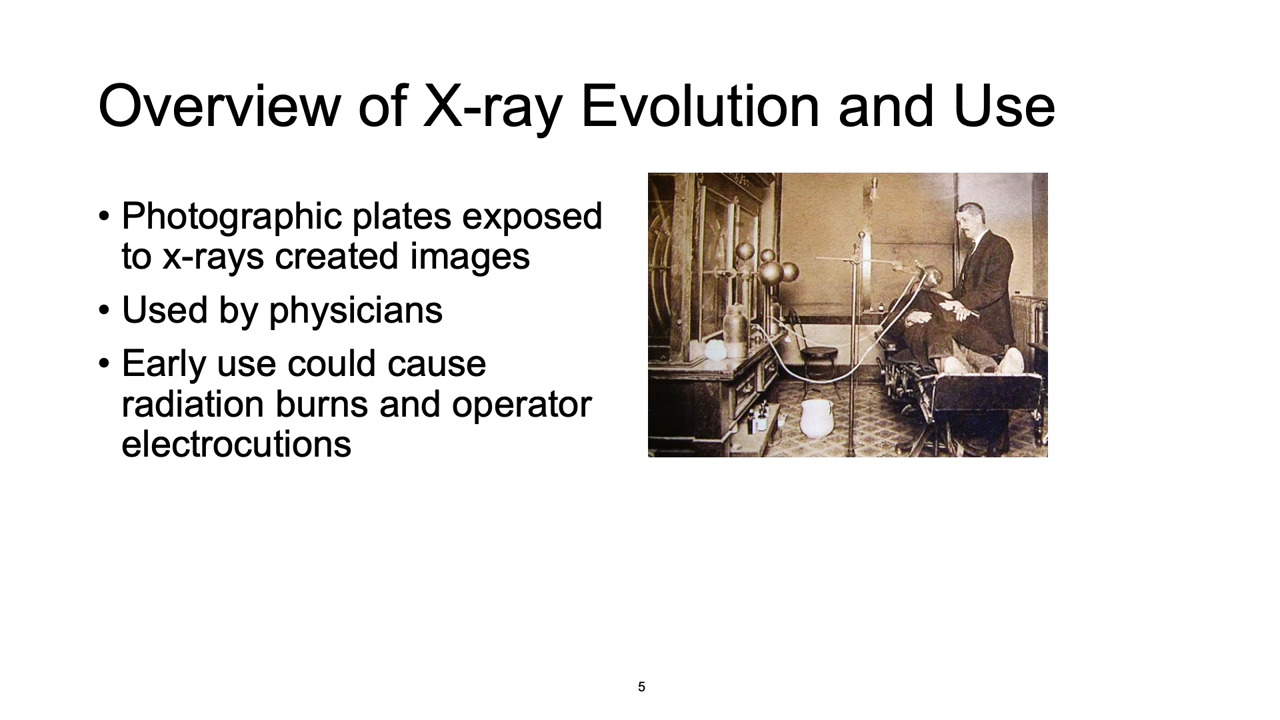 Overview of X-ray Evolution and Use
• Photographic plates exposed
to x-rays created images
• Used by physicians
• Early use could cause
radiation burns and operator
electrocutions
5